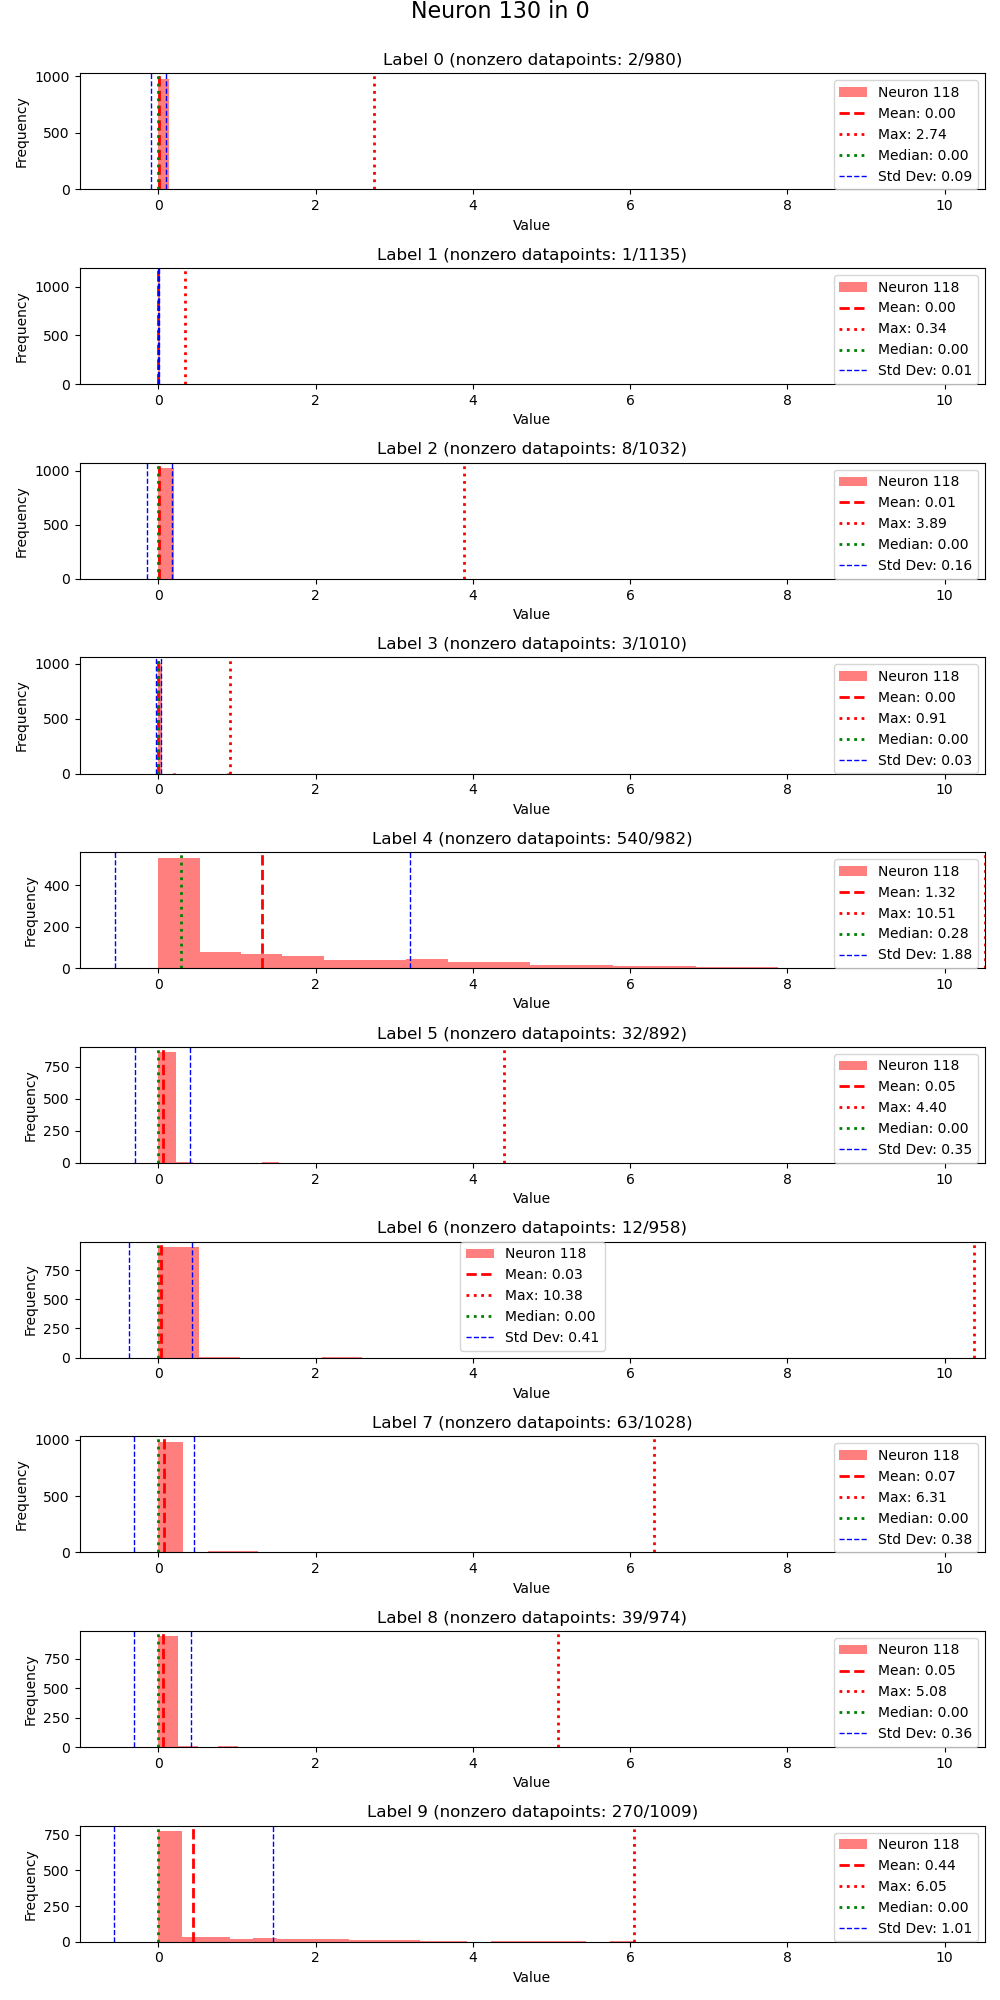 Neuron 130 in 0
Label 0 (nonzero datapoints: 2/980)
Frequency
1000
500
0
Neuron 118
Mean: 0.00
Max: 2.74
Median: 0.00
Std Dev: 0.09
0 2 4 6 8 10
Value
Label 1 (nonzero datapoints: 1/1135)
Frequency
1000
500
0
Neuron 118
Mean: 0.00
Max: 0.34
Median: 0.00
Std Dev: 0.01
0 2 4 6 8 10
Value
Label 2 (nonzero datapoints: 8/1032)
Frequency
1000
500
0
Neuron 118
Mean: 0.01
Max: 3.89
Median: 0.00
Std Dev: 0.16
0 2 4 6 8 10
Value
Label 3 (nonzero datapoints: 3/1010)
Frequency
1000
500
0
Neuron 118
Mean: 0.00
Max: 0.91
Median: 0.00
Std Dev: 0.03
0 2 4 6 8 10
Value
Label 4 (nonzero datapoints: 540/982)
Frequency
400
200
0
Neuron 118
Mean: 1.32
Max: 10.51
Median: 0.28
Std Dev: 1.88
0 2 4 6 8 10
Value
Label 5 (nonzero datapoints: 32/892)
Frequency
750
500
250
0
Neuron 118
Mean: 0.05
Max: 4.40
Median: 0.00
Std Dev: 0.35
0 2 4 6 8 10
Value
Label 6 (nonzero datapoints: 12/958)
Frequency
750
500
250
0
Neuron 118
Mean: 0.03
Max: 10.38
Median: 0.00
Std Dev: 0.41
0 2 4 6 8 10
Value
Label 7 (nonzero datapoints: 63/1028)
Frequency
1000
500
0
Neuron 118
Mean: 0.07
Max: 6.31
Median: 0.00
Std Dev: 0.38
0 2 4 6 8 10
Value
Label 8 (nonzero datapoints: 39/974)
Frequency
750
500
250
0
Neuron 118
Mean: 0.05
Max: 5.08
Median: 0.00
Std Dev: 0.36
0 2 4 6 8 10
Value
Label 9 (nonzero datapoints: 270/1009)
Frequency
750
500
250
0
Neuron 118
Mean: 0.44
Max: 6.05
Median: 0.00
Std Dev: 1.01
0 2 4 6 8 10
Value